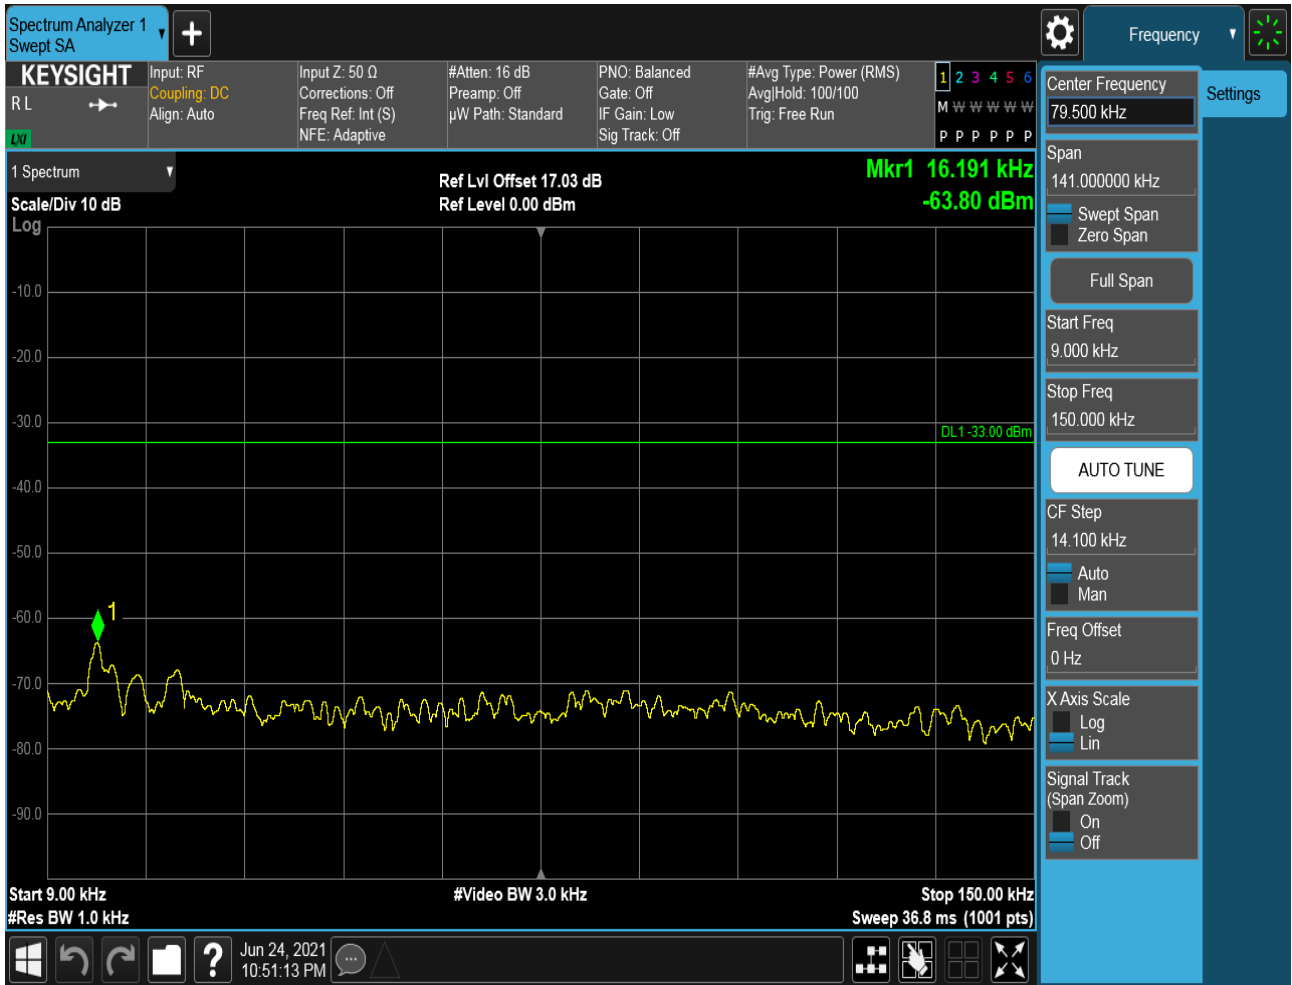 Spectrum Analyzer 1
Swept SA
Frequency
KEYSIGHT
R L
LXI
Input: RF
Coupling: DC
Align: Auto
Input Z: 50 Ω
Corrections: Off
Freq Ref: Int (S)
NFE: Adaptive
#Atten: 16 dB
Preamp: Off
µW Path: Standard
PNO: Balanced
Gate: Off
IF Gain: Low
Sig Track: Off
#Avg Type: Power (RMS)
Avg|Hold: 100/100
Trig: Free Run
1 2 3 4 5 6
M W W W W W
P P P P P P
1 Spectrum
Scale/Div 10 dB
Log
Ref Lvl Offset 17.03 dB
Ref Level 0.00 dBm
Mkr1 16.191 kHz
-63.80 dBm
-10.0
-20.0
-30.0
DL1 -33.00 dBm
-40.0
-50.0
-60.0
1
-70.0
-80.0
-90.0
Start 9.00 kHz
#Video BW 3.0 kHz
Stop 150.00 kHz
#Res BW 1.0 kHz
Sweep 36.8 ms (1001 pts)
Center Frequency
79.500 kHz
Settings
Span
141.000000 kHz
Swept Span
Zero Span
Full Span
Start Freq
9.000 kHz
Stop Freq
150.000 kHz
AUTO TUNE
CF Step
14.100 kHz
Auto
Man
Freq Offset
0 Hz
X Axis Scale
Log
Lin
Signal Track
(Span Zoom)
On
Off
?
Jun 24, 2021
10:51:13 PM